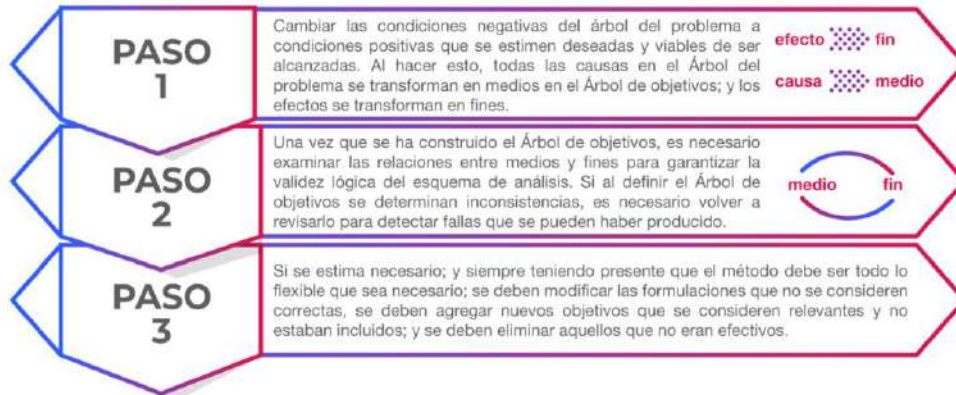 PASO
1
Cambiar las condiciones negativas del árbol del problema a
condiciones positivas que se estimen deseadas y viables de ser
alcanzadas. Al hacer esto, todas las causas en el Árbol del
problema se transforman en medios en el Árbol de objetivos; y los
efectos se transforman en fines.
efecto fin
causa medio
PASO
2
Una vez que se ha construido el Árbol de objetivos, es necesario
examinar las relaciones entre medios y fines para garantizar la
validez lógica del esquema de análisis. Si al definir el Árbol de
objetivos se determinan inconsistencias, es necesario volver a
revisarlo para detectar fallas que se pueden haber producido.
medio fin
PASO
3
Si se estima necesario; y siempre teniendo presente que el método debe ser todo lo
flexible que sea necesario; se deben modificar las formulaciones que no se consideren
correctas, se deben agregar nuevos objetivos que se consideren relevantes y no
estaban incluidos; y se deben eliminar aquellos que no eran efectivos.